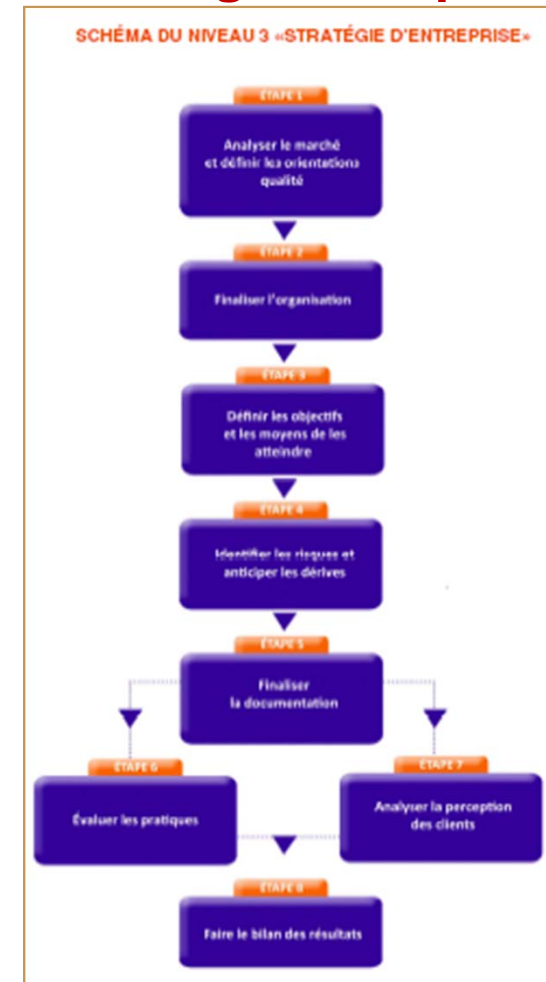 SCHÉMA DU NIVEAU 3 «STRATÉGIE D'ENTREPRISE»
ÉTAPE 1
Analyser le marché
et définir les orientations
qualité
ÉTAPE 2
Finaliser l'organisation
ÉTAPE 3
Définir les objectifs
et les moyens de les
atteindre
ÉTAPE 4
Identifier les risques et
anticiper les dérives
ÉTAPE 5
Finaliser
la documentation
ÉTAPE 6
Évaluer les pratiques
ÉTAPE 7
Analyser la perception
des clients
ÉTAPE 8
Faire le bilan des résultats